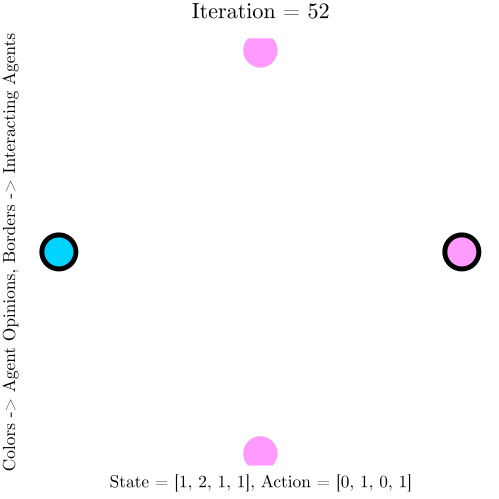 Iteration = 52
Colors -> Agent Opinions, Borders -> Interacting Agents
State = [1, 2, 1, 1], Action = [0, 1, 0, 1]